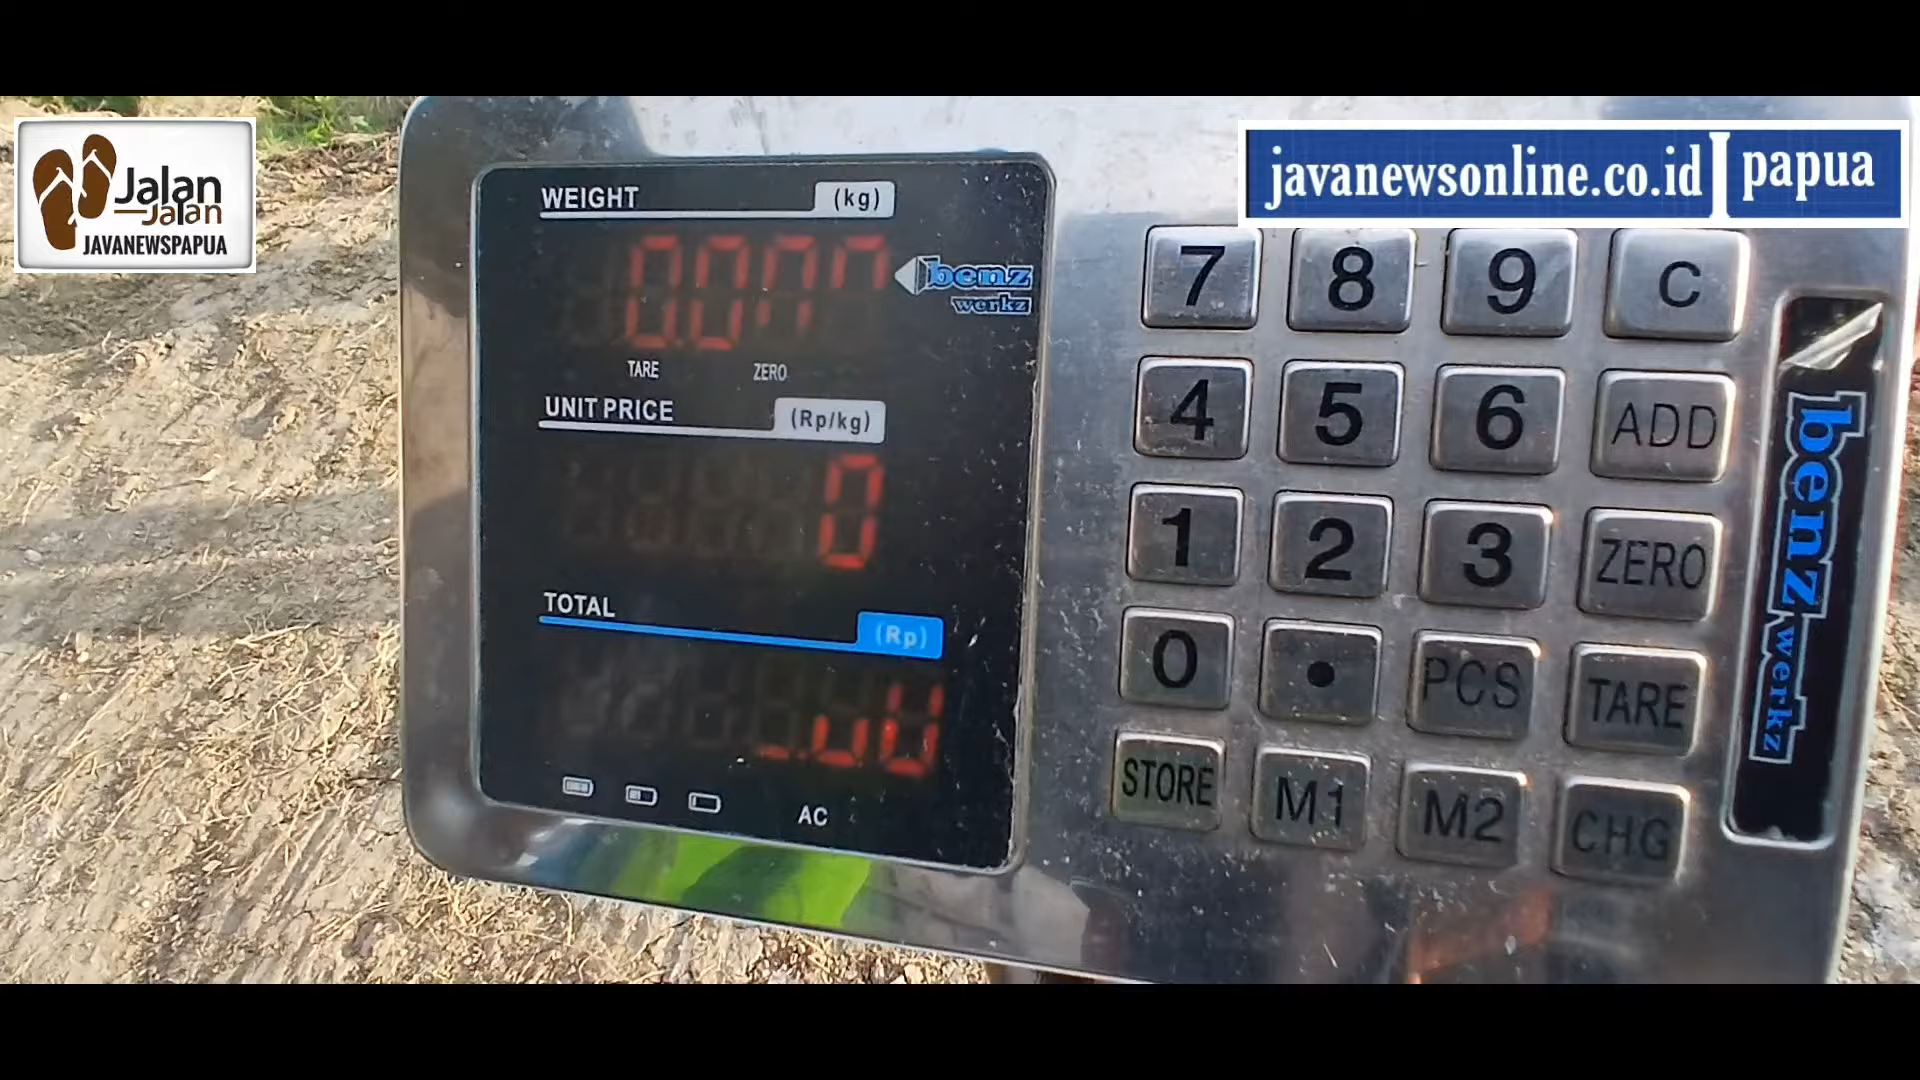 Jalan
Jalan
JAVANEWSPAPUA
javanewsonline.co.id papua
WEIGHT (kg)
benz
werkz
TARE ZERO
UNIT PRICE (Rp/kg)
0
TOTAL (Rp)
AC
7 8 9 C
4 5 6 ADD
1 2 3 ZERO
0 . PCS TARE
STORE M1 M2 CHG
benz werkz